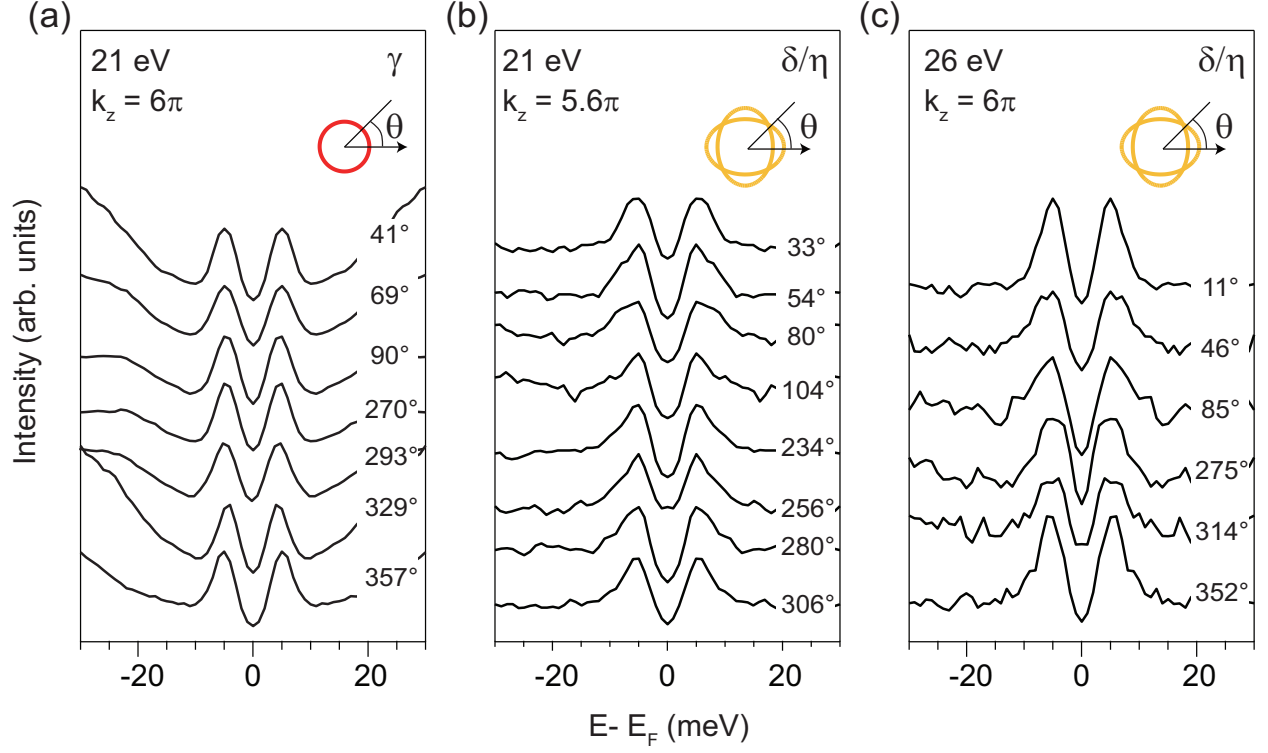 (a)
21 eV
γ
k_z = 6π
θ
41°
69°
90°
270°
293°
329°
357°
-20
0
20
(b)
21 eV
δ/η
k_z = 5.6π
θ
33°
54°
80°
104°
234°
256°
280°
306°
-20
0
20
(c)
26 eV
δ/η
k_z = 6π
θ
11°
46°
85°
275°
314°
352°
-20
0
20
Intensity (arb. units)
E- E_F (meV)